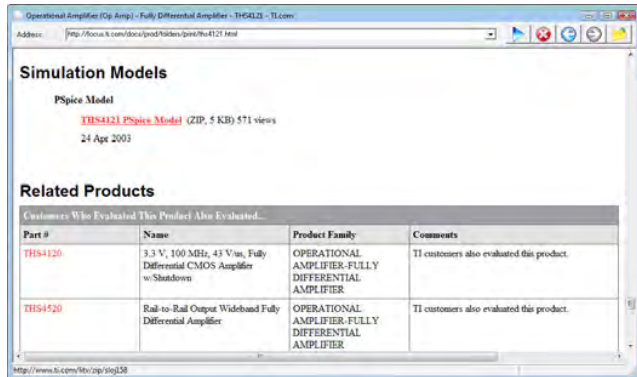 Operational Amplifier (Op Amp) - Fully Differential Amplifier - THS4121 - TI.com
Address: http://focus.ti.com/docs/prod/folders/print/ths4121.html
Simulation Models
PSpice Model
THS4121 PSpice Model (ZIP, 5 KB) 571 views
24 Apr 2003
Related Products
Customers Who Evaluated This Product Also Evaluated...
Part # Name Product Family Comments
THS4120 3.3 V, 100 MHz, 43 V/us, Fully OPERATIONAL TI customers also evaluated this product.
Differential CMOS Amplifier AMPLIFIER-FULLY
w/Shutdown DIFFERENTIAL
AMPLIFIER
THS4520 Rail-to-Rail Output Wideband Fully OPERATIONAL TI customers also evaluated this product.
Differential Amplifier AMPLIFIER-FULLY
DIFFERENTIAL
AMPLIFIER
http://www.ti.com/litv/zip/sloj158